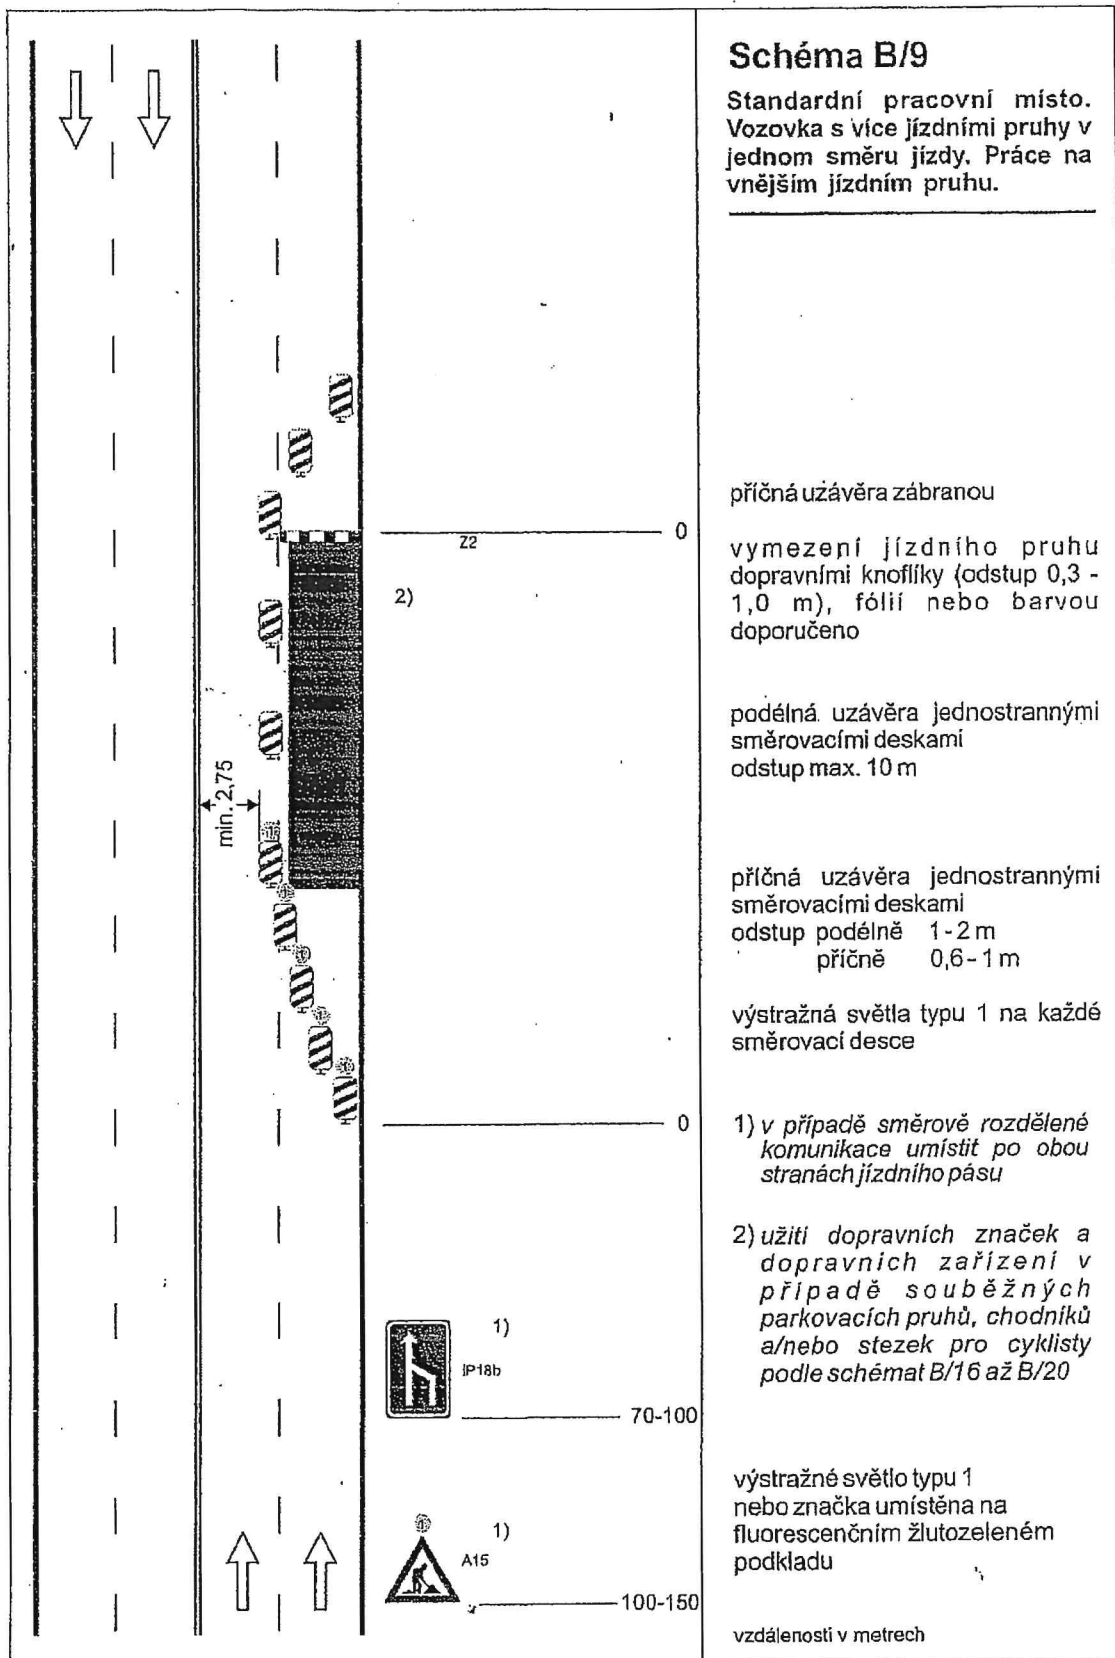 Schéma B/9
Standardní pracovní místo.
Vozovka s více jízdními pruhy v
jednom směru jízdy. Práce na
vnějším jízdním pruhu.
příčná uzávěra zábranou
0
Z2
vymezení jízdního pruhu
dopravními knoflíky (odstup 0,3 -
1,0 m), fólií nebo barvou
doporučeno
2)
podélná uzávěra jednostrannými
směrovacími deskami
odstup max. 10 m
min. 2,75
příčná uzávěra jednostrannými
směrovacími deskami
odstup podélně 1 - 2 m
příčně 0,6 - 1 m
výstražná světla typu 1 na každé
směrovací desce
0
1) v případě směrově rozdělené
komunikace umístit po obou
stranách jízdního pásu
2) užití dopravních značek a
dopravních zařízení v
případě souběžných
parkovacích pruhů, chodníků
a/nebo stezek pro cyklisty
podle schémat B/16 až B/20
1)
IP18b
70-100
výstražné světlo typu 1
nebo značka umístěna na
fluorescenčním žlutozeleném
podkladu
1)
A15
100-150
vzdálenosti v metrech